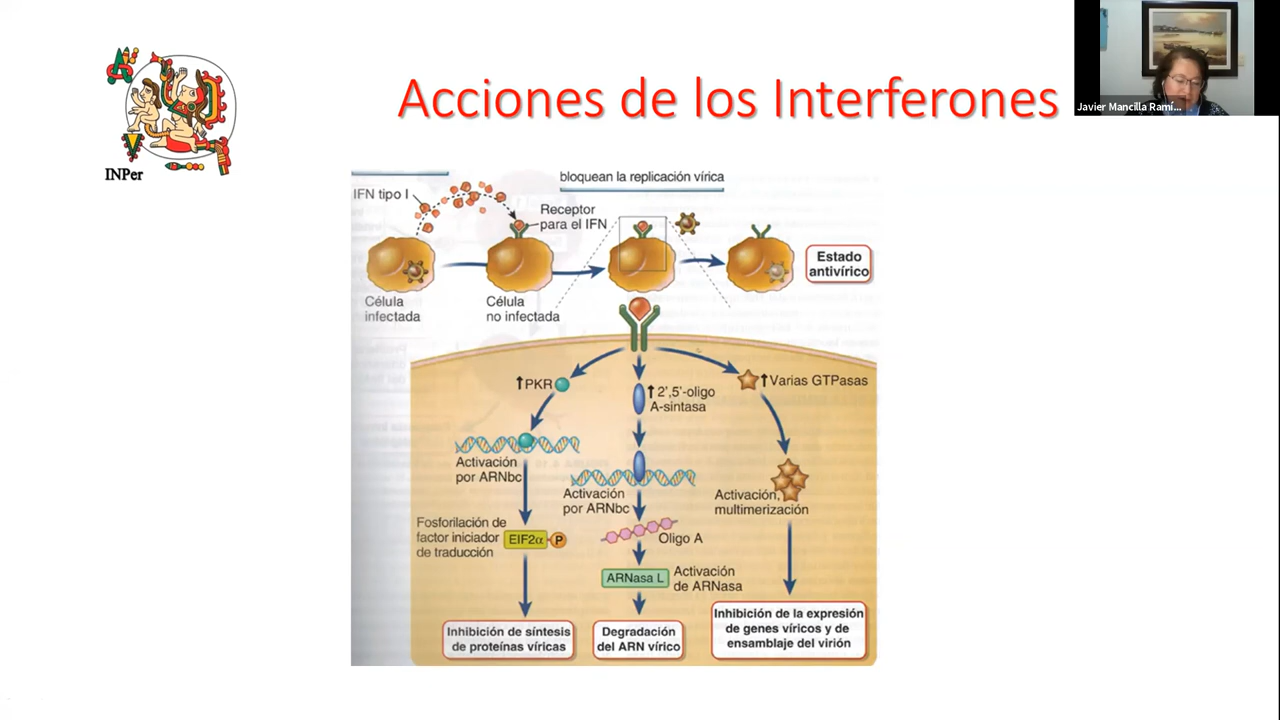 INPer
Acciones de los Interferones
Javier Mancilla Ramí...
bloquean la replicación vírica
IFN tipo I
Receptor
para el IFN
Célula
infectada
Célula
no infectada
Estado
antivírico
↑PKR
↑2',5'-oligo
A-sintasa
↑Varias GTPasas
Activación
por ARNbc
Activación
por ARNbc
Activación,
multimerización
Fosforilación de
factor iniciador
de traducción
EIF2α
P
Oligo A
ARNasa L
Activación
de ARNasa
Inhibición de síntesis
de proteínas víricas
Degradación
del ARN vírico
Inhibición de la expresión
de genes víricos y de
ensamblaje del virión